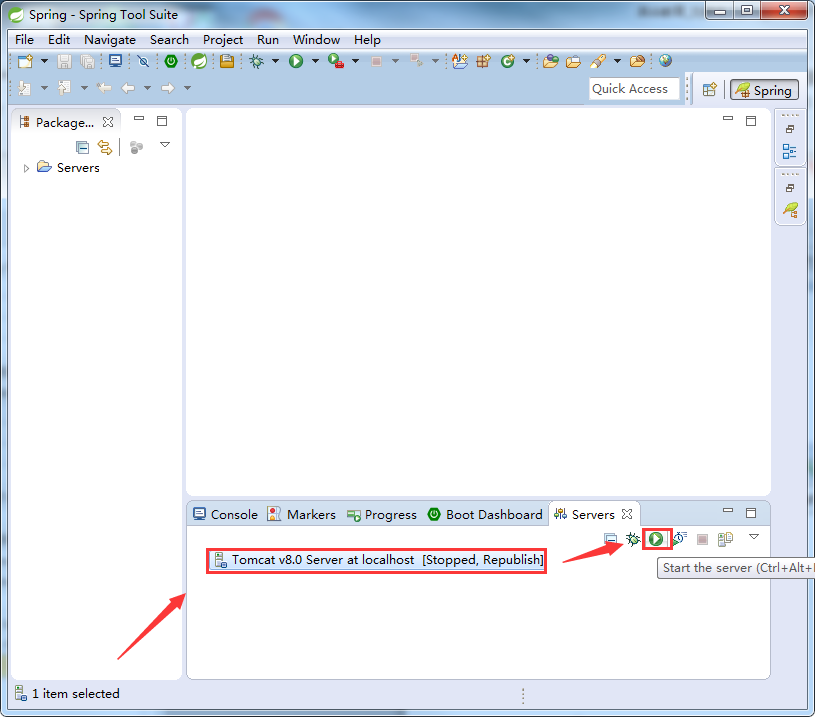 Spring - Spring Tool Suite
File Edit Navigate Search Project Run Window Help
Quick Access
Spring
Package...
Servers
Console Markers Progress Boot Dashboard Servers
Tomcat v8.0 Server at localhost [Stopped, Republish]
Start the server (Ctrl+Alt+
1 item selected